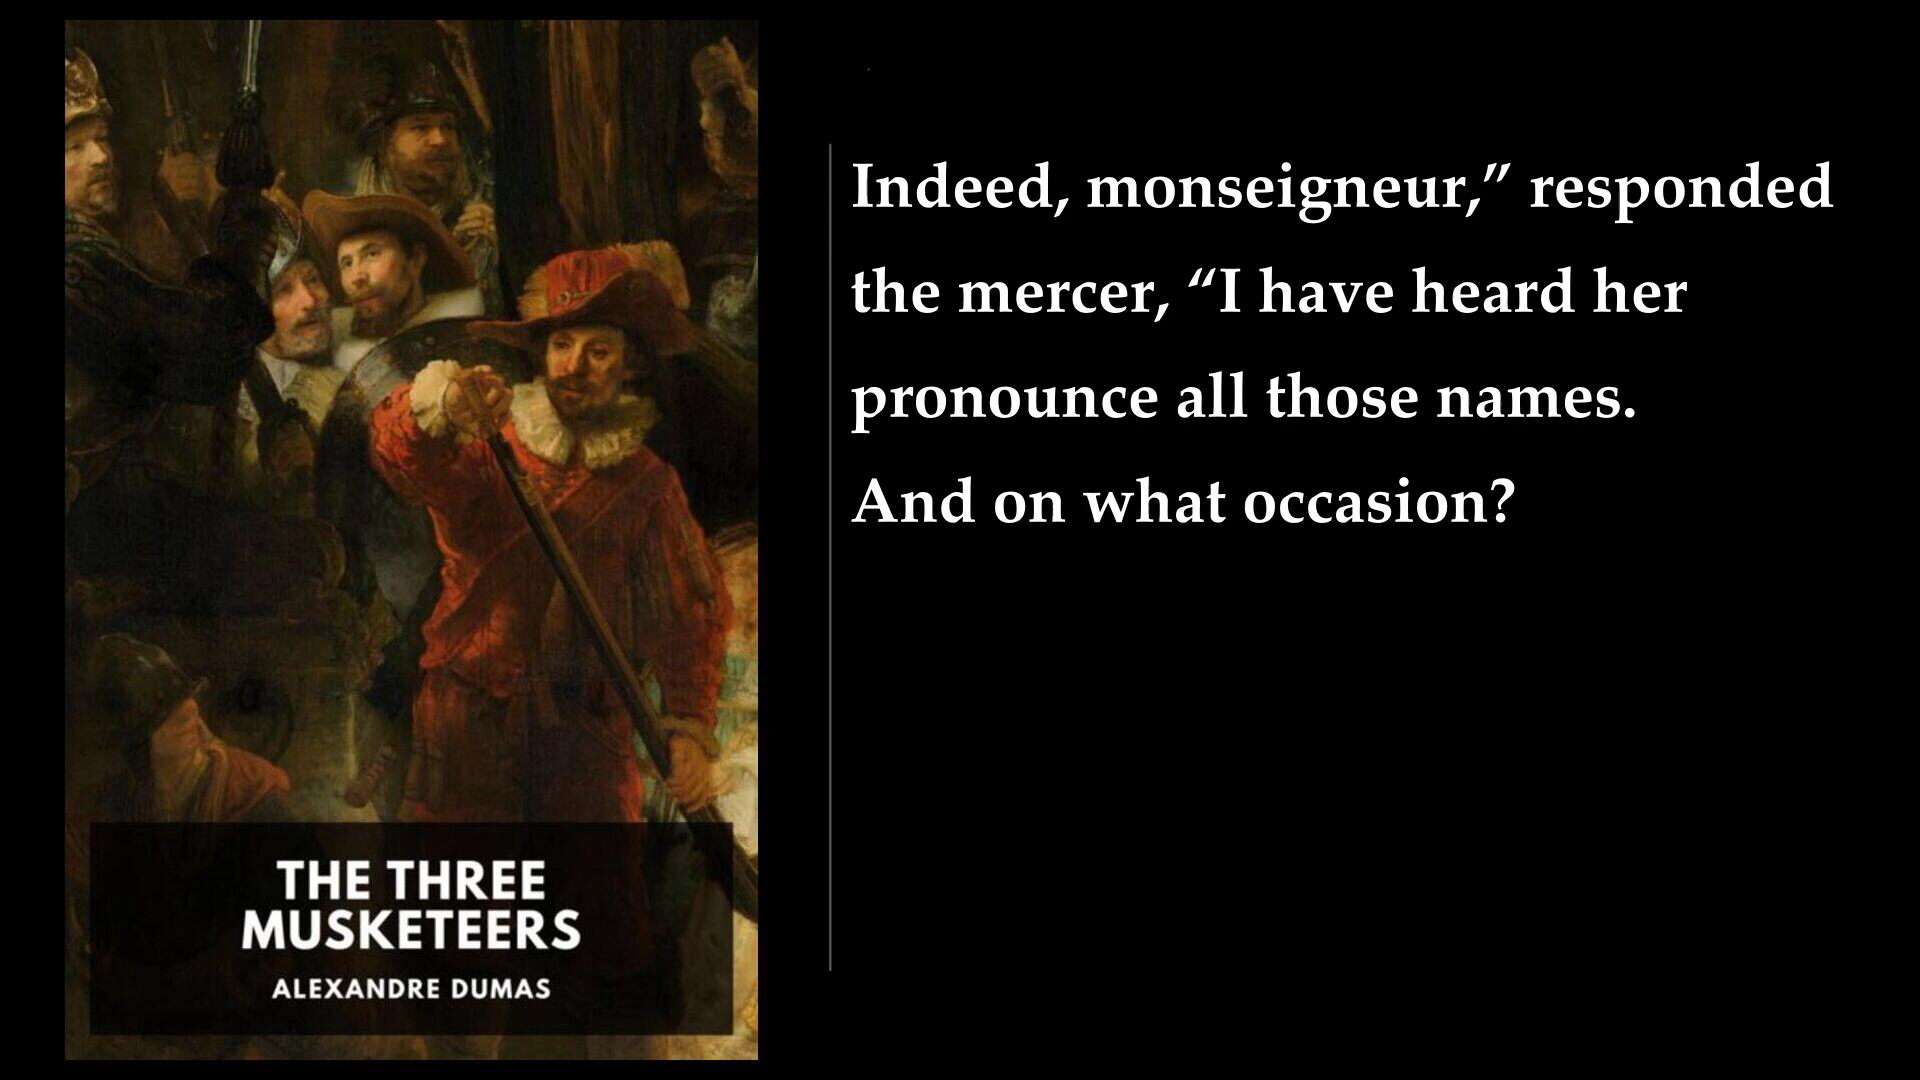 THE THREE
MUSKETEERS
ALEXANDRE DUMAS
Indeed, monseigneur,” responded
the mercer, “I have heard her
pronounce all those names.
And on what occasion?